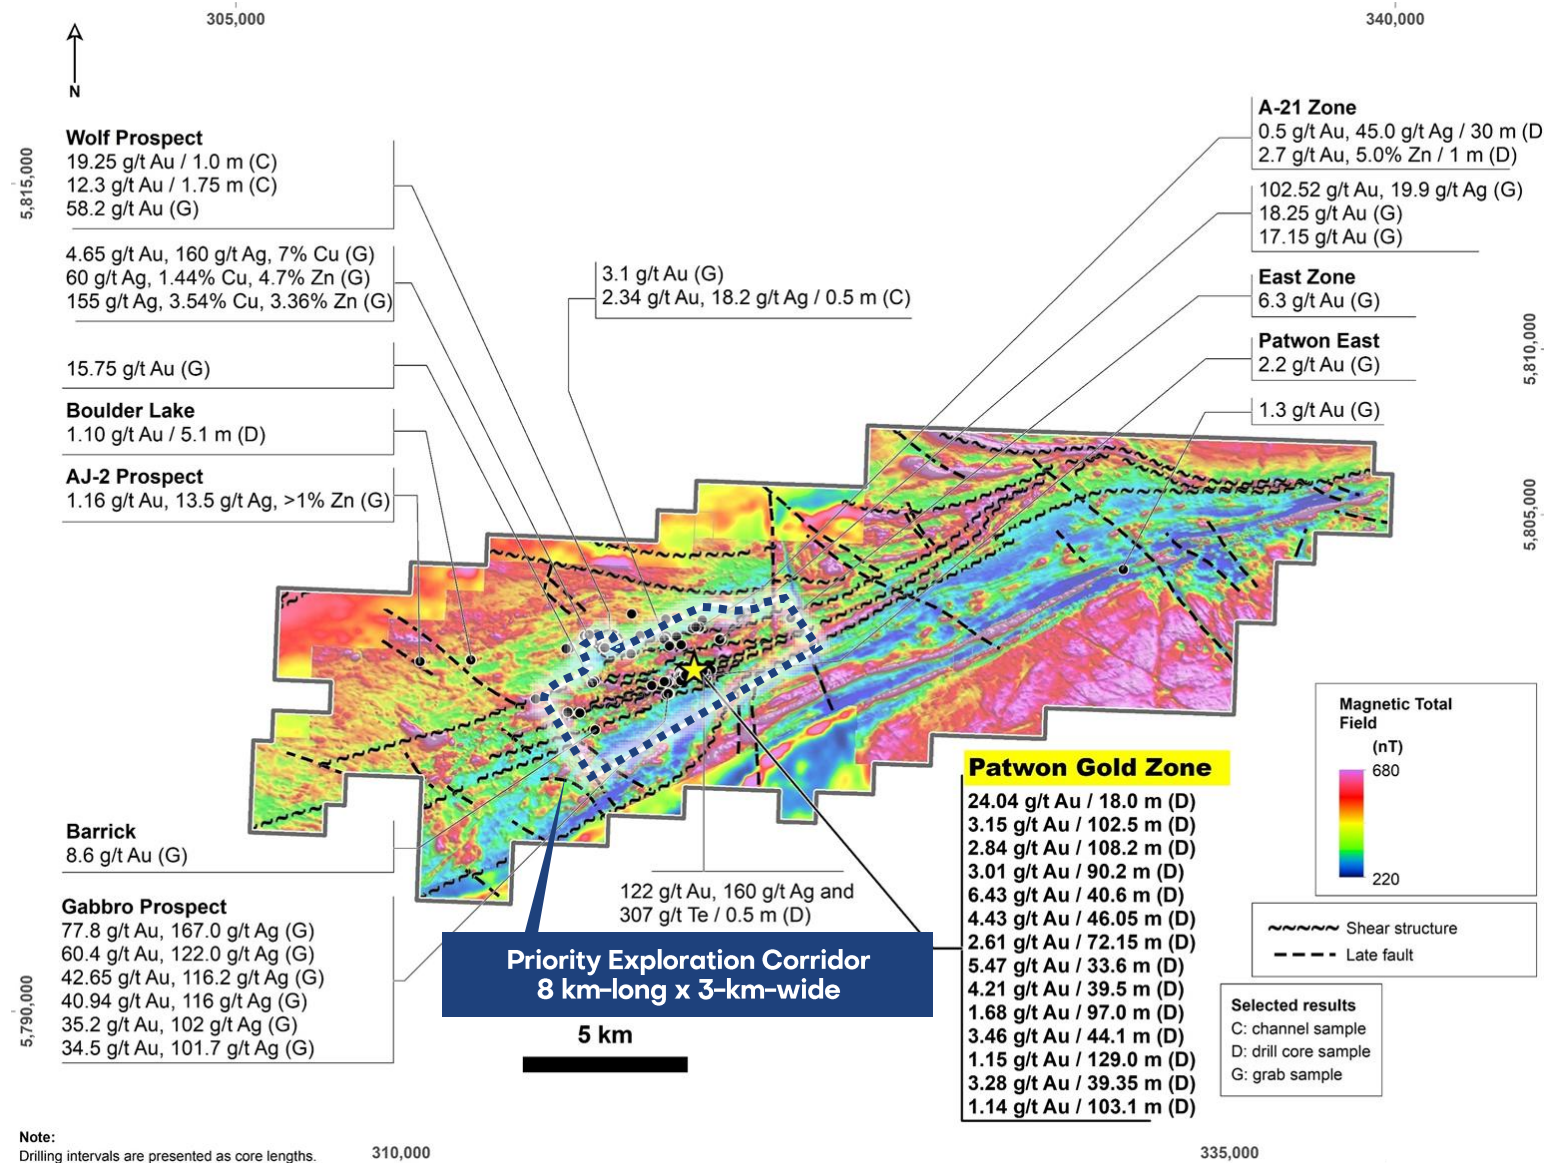 305,000
340,000
N
5,815,000
Wolf Prospect
19.25 g/t Au / 1.0 m (C)
12.3 g/t Au / 1.75 m (C)
58.2 g/t Au (G)
4.65 g/t Au, 160 g/t Ag, 7% Cu (G)
60 g/t Ag, 1.44% Cu, 4.7% Zn (G)
155 g/t Ag, 3.54% Cu, 3.36% Zn (G)
15.75 g/t Au (G)
Boulder Lake
1.10 g/t Au / 5.1 m (D)
AJ-2 Prospect
1.16 g/t Au, 13.5 g/t Ag, >1% Zn (G)
3.1 g/t Au (G)
2.34 g/t Au, 18.2 g/t Ag / 0.5 m (C)
A-21 Zone
0.5 g/t Au, 45.0 g/t Ag / 30 m (D
2.7 g/t Au, 5.0% Zn / 1 m (D)
102.52 g/t Au, 19.9 g/t Ag (G)
18.25 g/t Au (G)
17.15 g/t Au (G)
East Zone
6.3 g/t Au (G)
Patwon East
2.2 g/t Au (G)
1.3 g/t Au (G)
5,810,000
5,805,000
Barrick
8.6 g/t Au (G)
Gabbro Prospect
77.8 g/t Au, 167.0 g/t Ag (G)
60.4 g/t Au, 122.0 g/t Ag (G)
42.65 g/t Au, 116.2 g/t Ag (G)
40.94 g/t Au, 116 g/t Ag (G)
35.2 g/t Au, 102 g/t Ag (G)
34.5 g/t Au, 101.7 g/t Ag (G)
5,790,000
122 g/t Au, 160 g/t Ag and
307 g/t Te / 0.5 m (D)
Priority Exploration Corridor
8 km-long x 3-km-wide
5 km
Patwon Gold Zone
24.04 g/t Au / 18.0 m (D)
3.15 g/t Au / 102.5 m (D)
2.84 g/t Au / 108.2 m (D)
3.01 g/t Au / 90.2 m (D)
6.43 g/t Au / 40.6 m (D)
4.43 g/t Au / 46.05 m (D)
2.61 g/t Au / 72.15 m (D)
5.47 g/t Au / 33.6 m (D)
4.21 g/t Au / 39.5 m (D)
1.68 g/t Au / 97.0 m (D)
3.46 g/t Au / 44.1 m (D)
1.15 g/t Au / 129.0 m (D)
3.28 g/t Au / 39.35 m (D)
1.14 g/t Au / 103.1 m (D)
Magnetic Total
Field
(nT)
680
220
Shear structure
Late fault
Selected results
C: channel sample
D: drill core sample
G: grab sample
Note:
Drilling intervals are presented as core lengths.
310,000
335,000